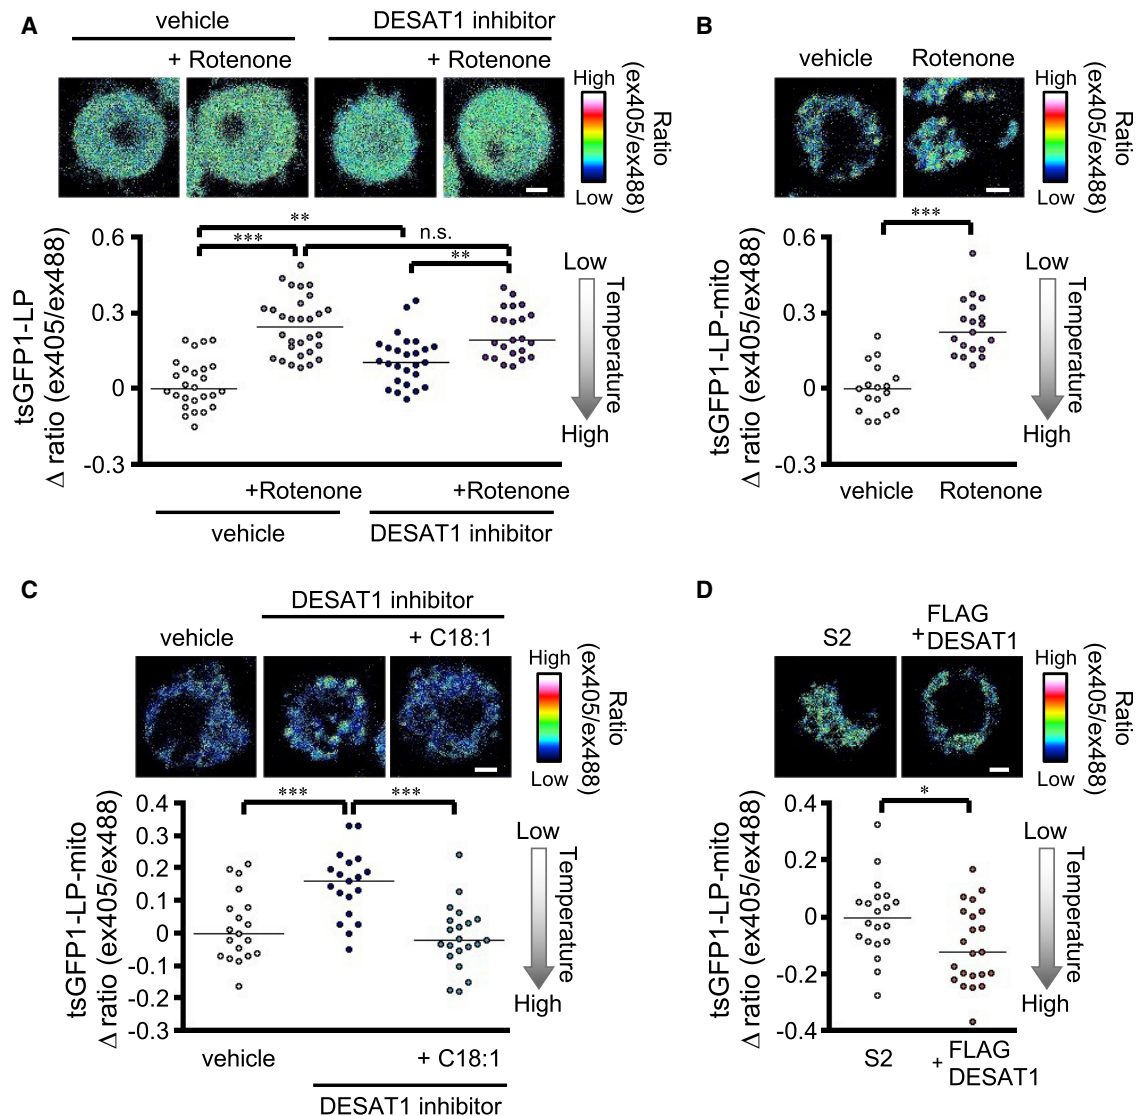 A
vehicle
DESAT1 inhibitor
+ Rotenone
+ Rotenone
High
Low
Ratio
(ex405/ex488)
tsGFP1-LP
Δ ratio (ex405/ex488)
0.6
0.3
0
-0.3
**
***
n.s.
**
Low
Temperature
High
+Rotenone
+Rotenone
vehicle
DESAT1 inhibitor
B
vehicle
Rotenone
High
Low
Ratio
(ex405/ex488)
tsGFP1-LP-mito
Δ ratio (ex405/ex488)
0.6
0.3
0
-0.3
***
Low
Temperature
High
vehicle
Rotenone
C
DESAT1 inhibitor
vehicle
+ C18:1
High
Low
Ratio
(ex405/ex488)
tsGFP1-LP-mito
Δ ratio (ex405/ex488)
0.4
0.3
0.2
0.1
0
-0.1
-0.2
-0.3
***
***
Low
Temperature
High
vehicle
+ C18:1
DESAT1 inhibitor
D
S2
FLAG
+DESAT1
High
Low
Ratio
(ex405/ex488)
tsGFP1-LP-mito
Δ ratio (ex405/ex488)
0.4
0.2
0
-0.2
-0.4
*
Low
Temperature
High
S2
+ FLAG
DESAT1